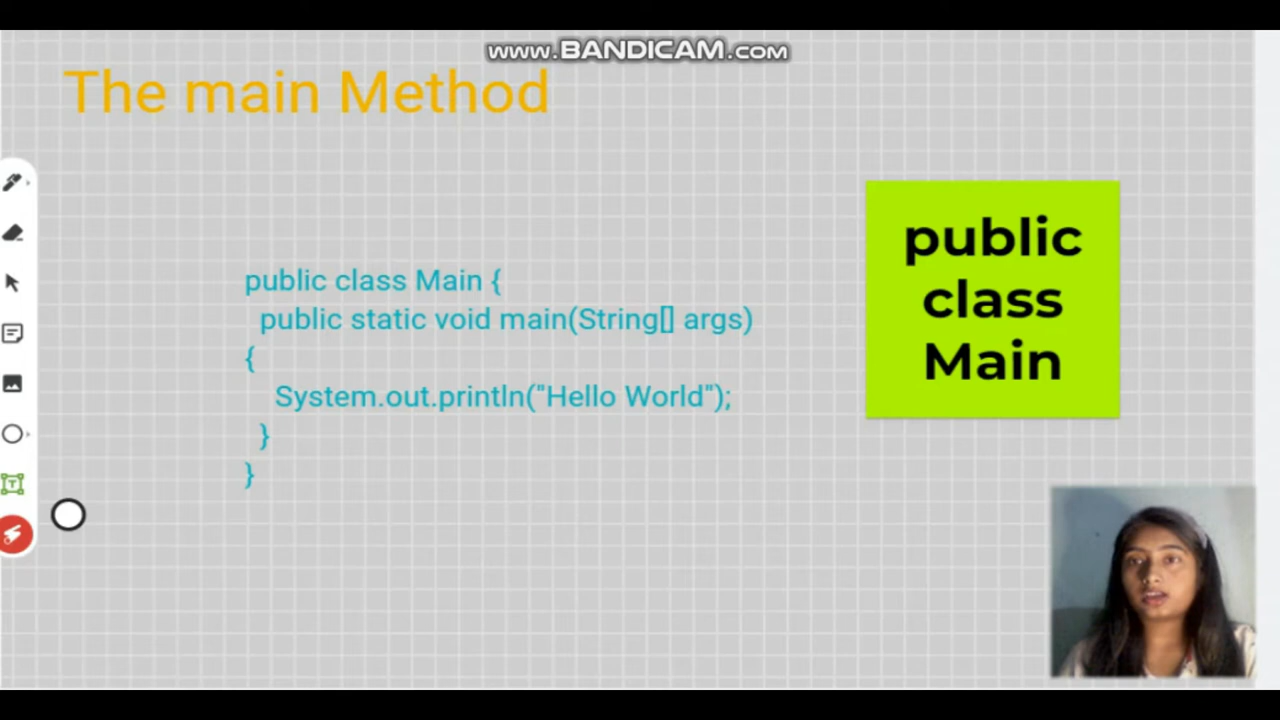 www.BANDICAM.com
The main Method
public class Main {
public static void main(String[] args)
{
System.out.println("Hello World");
}
}
public
class
Main
T